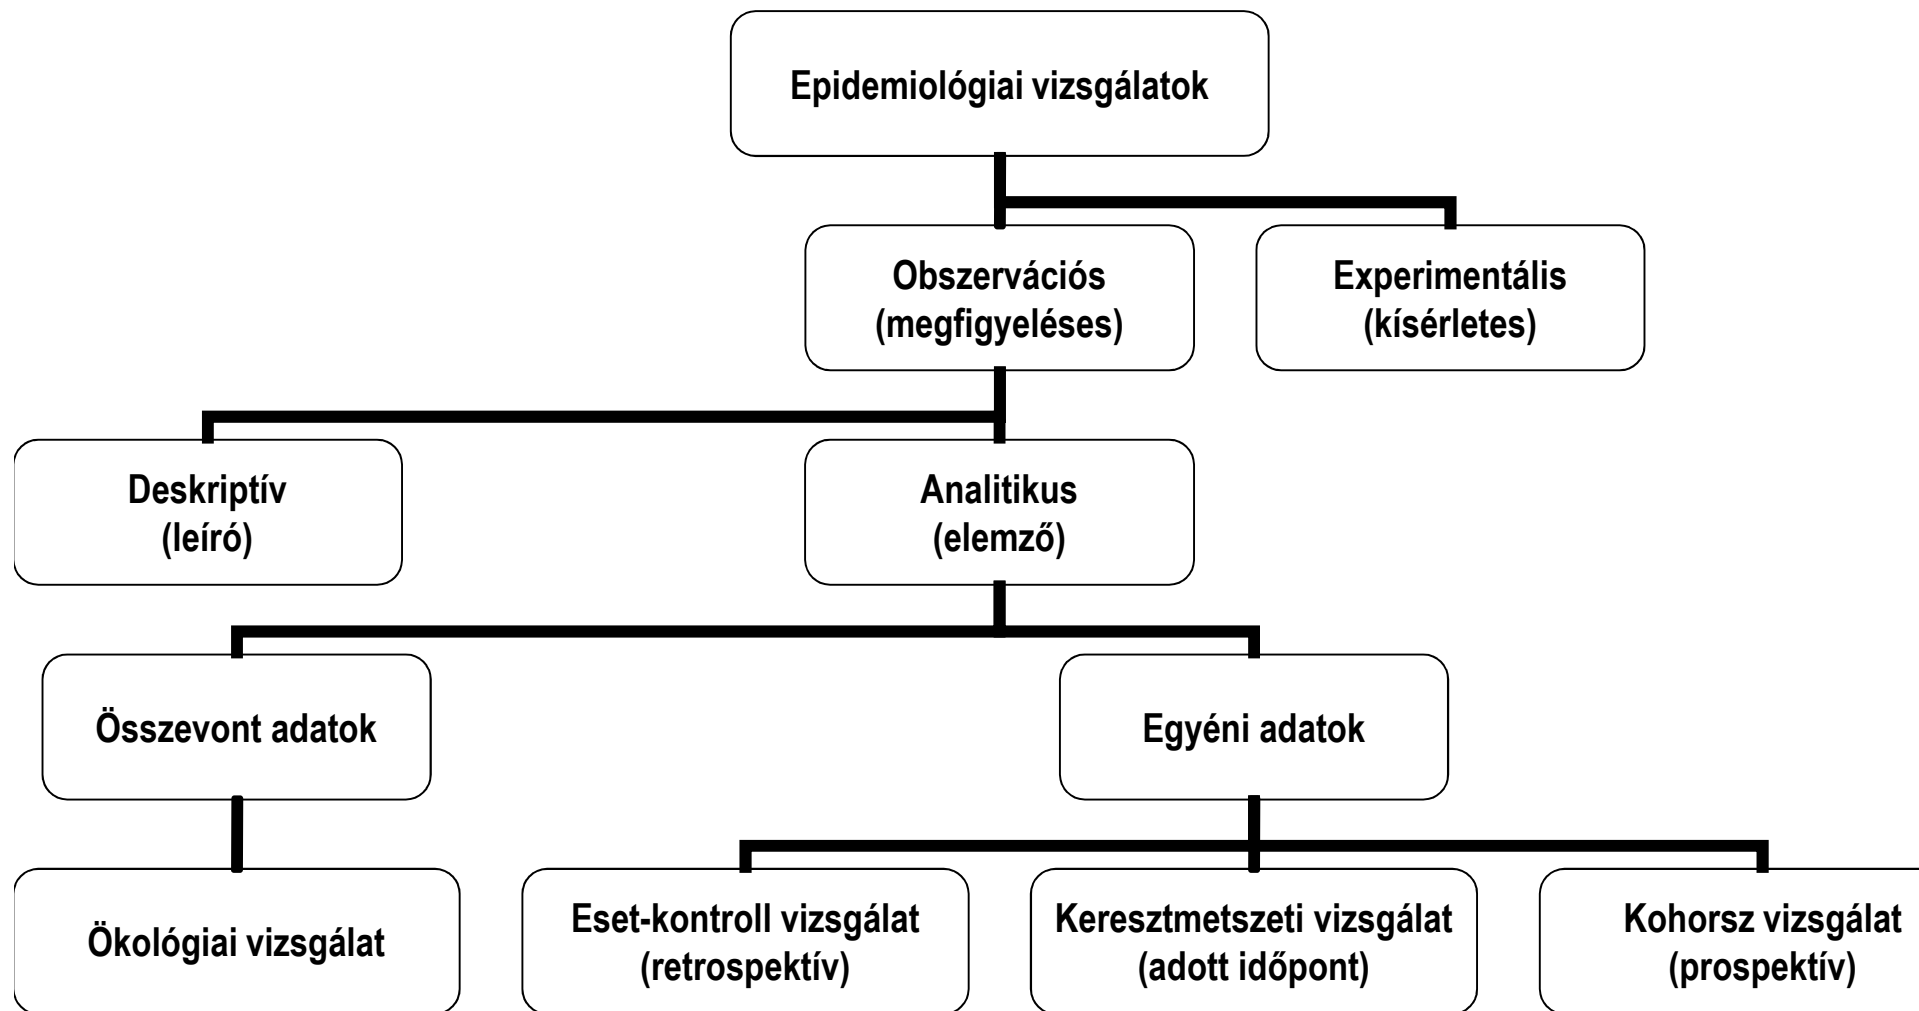 Epidemiológiai vizsgálatok
Obszervációs
(megfigyeléses)
Experimentális
(kísérletes)
Deskriptív
(leíró)
Analitikus
(elemző)
Összevont adatok
Egyéni adatok
Ökológiai vizsgálat
Eset-kontroll vizsgálat
(retrospektív)
Keresztmetszeti vizsgálat
(adott időpont)
Kohorsz vizsgálat
(prospektív)